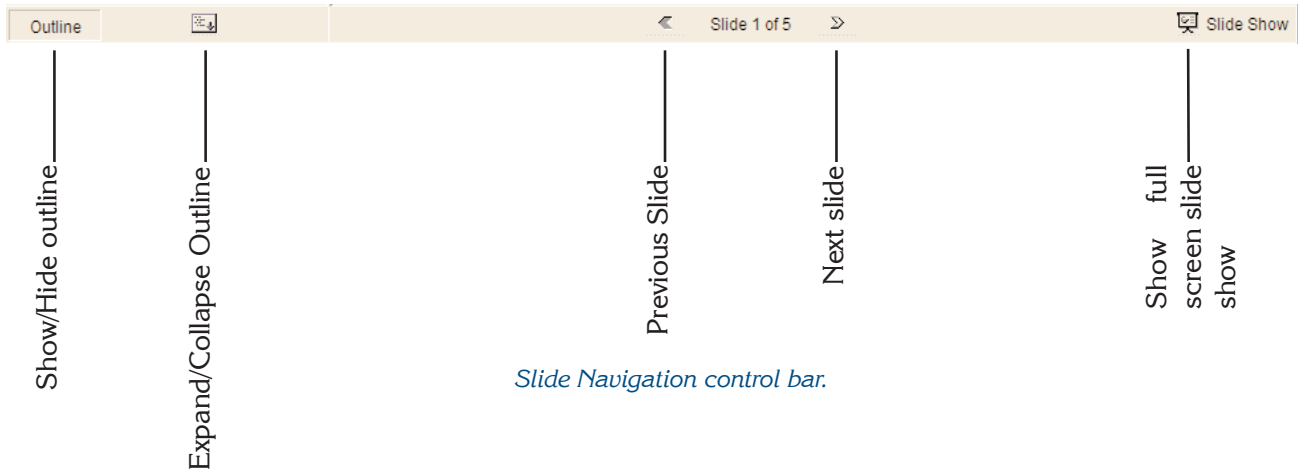 Outline
Slide 1 of 5
Slide Show
Show/Hide outline
Expand/Collapse Outline
Previous Slide
Next slide
Show full
screen slide
show
Slide Navigation control bar.